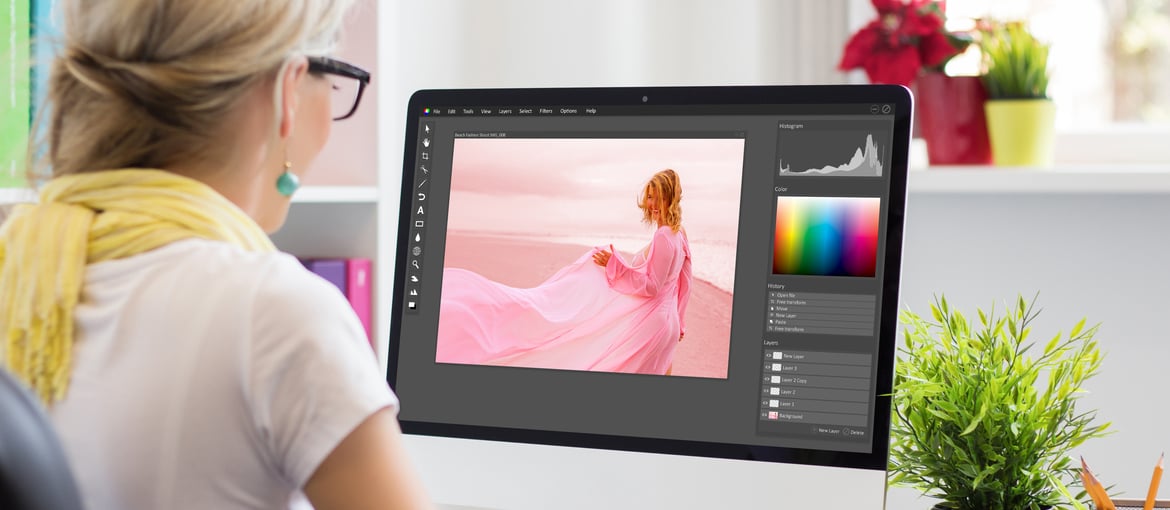 File Edit Tools View Layers Select Filters Options Help
Beach Fashion Shoot IMG_008
A
Histogram
Color
History
Open file
Free transform
Move
New Layer
Paste
Free transform
Layers
New Layer
Layer 3
Layer 2 Copy
Layer 2
Layer 1
Background
New Layer Delete